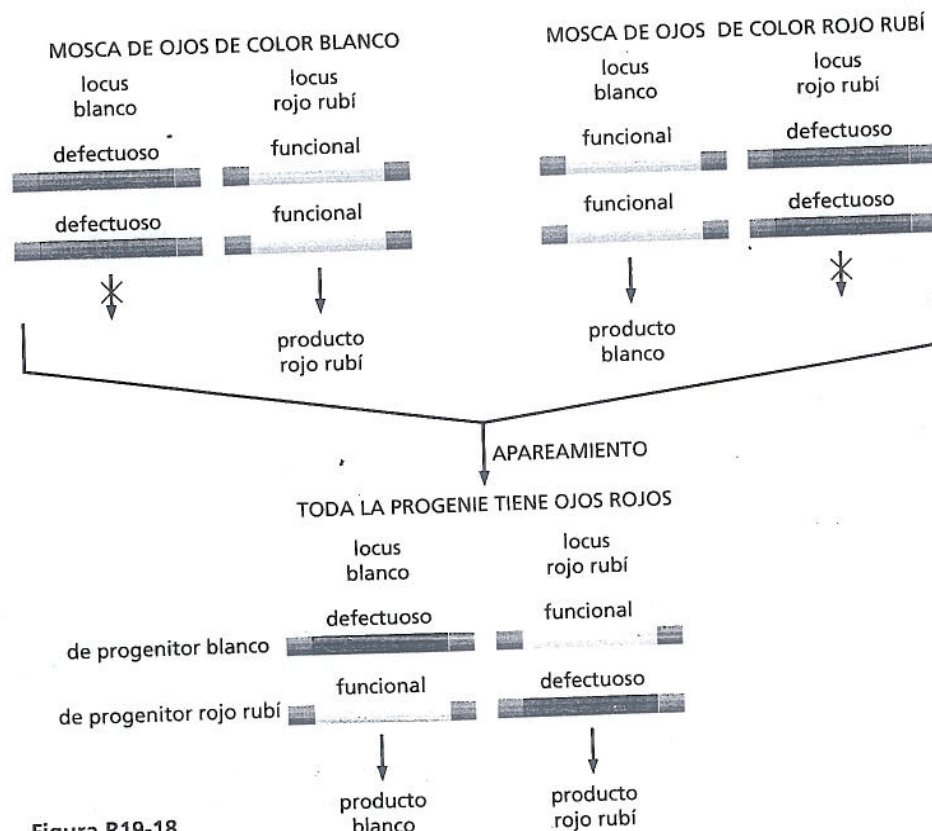 MOSCA DE OJOS DE COLOR BLANCO
locus
blanco
locus
rojo rubí
defectuoso
funcional
defectuoso
funcional
producto
rojo rubí
MOSCA DE OJOS DE COLOR ROJO RUBÍ
locus
blanco
locus
rojo rubí
funcional
defectuoso
funcional
defectuoso
producto
blanco
APAREAMIENTO
TODA LA PROGENIE TIENE OJOS ROJOS
locus
blanco
locus
rojo rubí
defectuoso
funcional
de progenitor blanco
funcional
defectuoso
de progenitor rojo rubí
producto
blanco
producto
rojo rubí
Figura R19-18